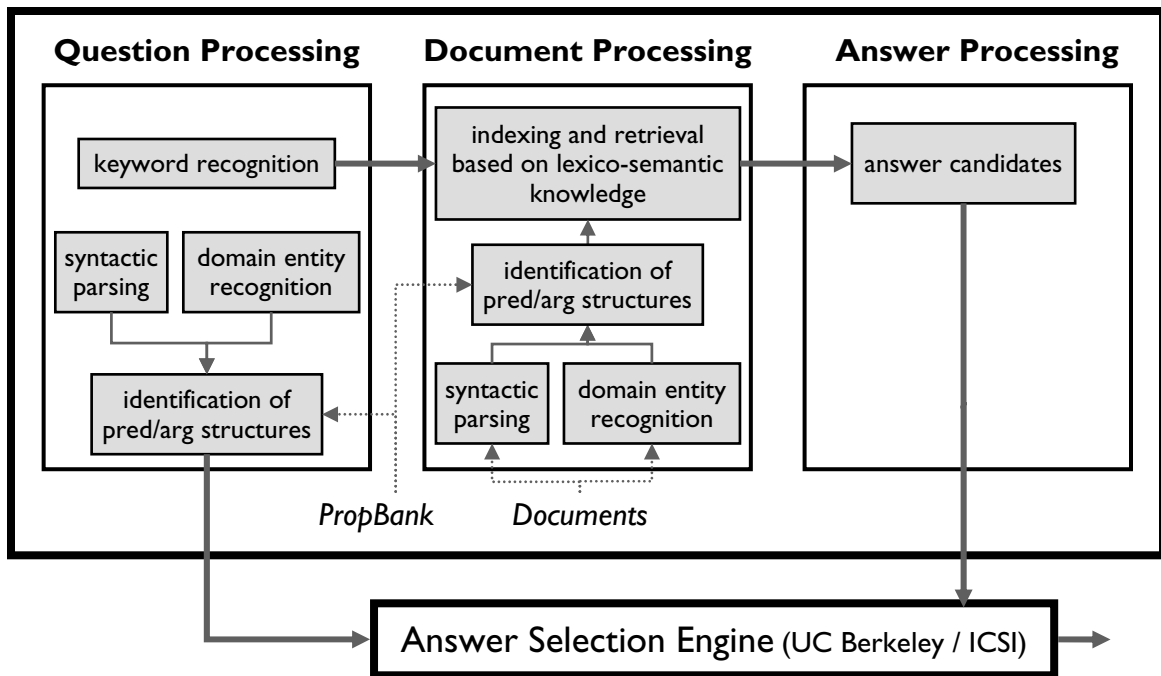 Question Processing
Document Processing
Answer Processing
keyword recognition
indexing and retrieval
based on lexico-semantic
knowledge
answer candidates
syntactic
parsing
domain entity
recognition
identification of
pred/arg structures
identification of
pred/arg structures
syntactic
parsing
domain entity
recognition
PropBank
Documents
Answer Selection Engine (UC Berkeley / ICSI)